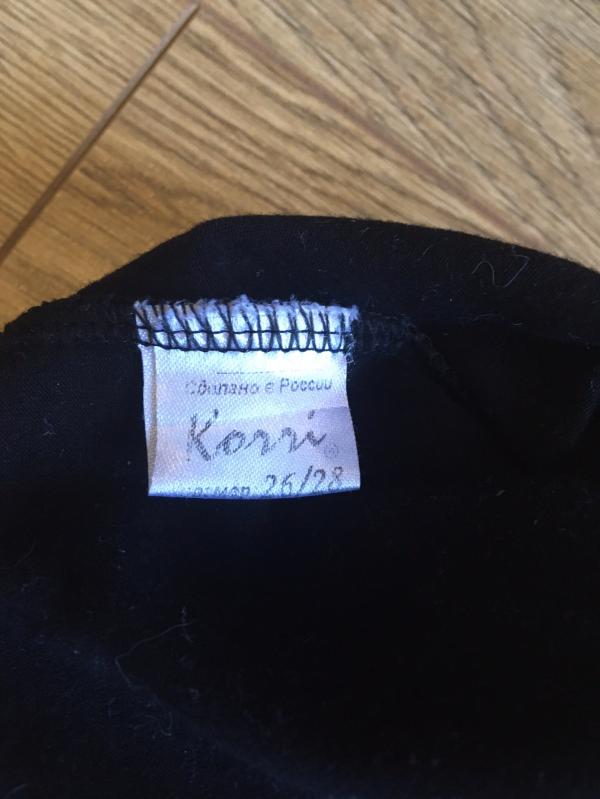 Сделано в России
Korri ®
размер 26/28